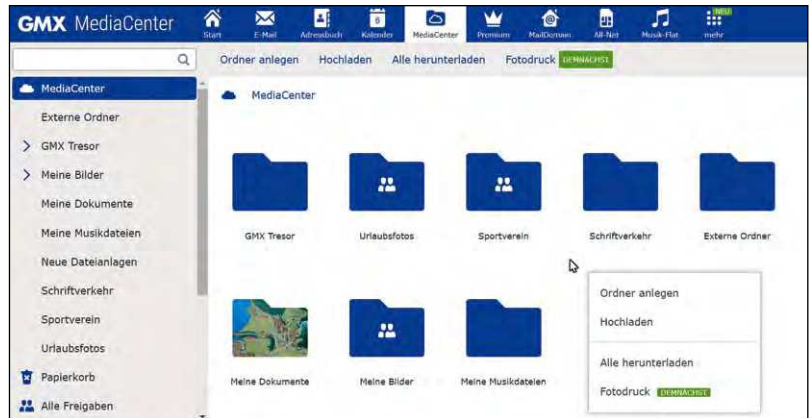 GMX MediaCenter
Start E-Mail Adressbuch Kalender MediaCenter Premium MailDomain All-Net Musik-Flat NEU mehr
8
Ordner anlegen Hochladen Alle herunterladen Fotodruck DEMNÄCHST
MediaCenter
Externe Ordner
GMX Tresor
Meine Bilder
Meine Dokumente
Meine Musikdateien
Neue Dateianlagen
Schriftverkehr
Sportverein
Urlaubsfotos
Papierkorb
Alle Freigaben
MediaCenter
GMX Tresor Urlaubsfotos Sportverein Schriftverkehr Externe Ordner
Meine Dokumente Meine Bilder Meine Musikdateien
Ordner anlegen
Hochladen
Alle herunterladen
Fotodruck DEMNÄCHST